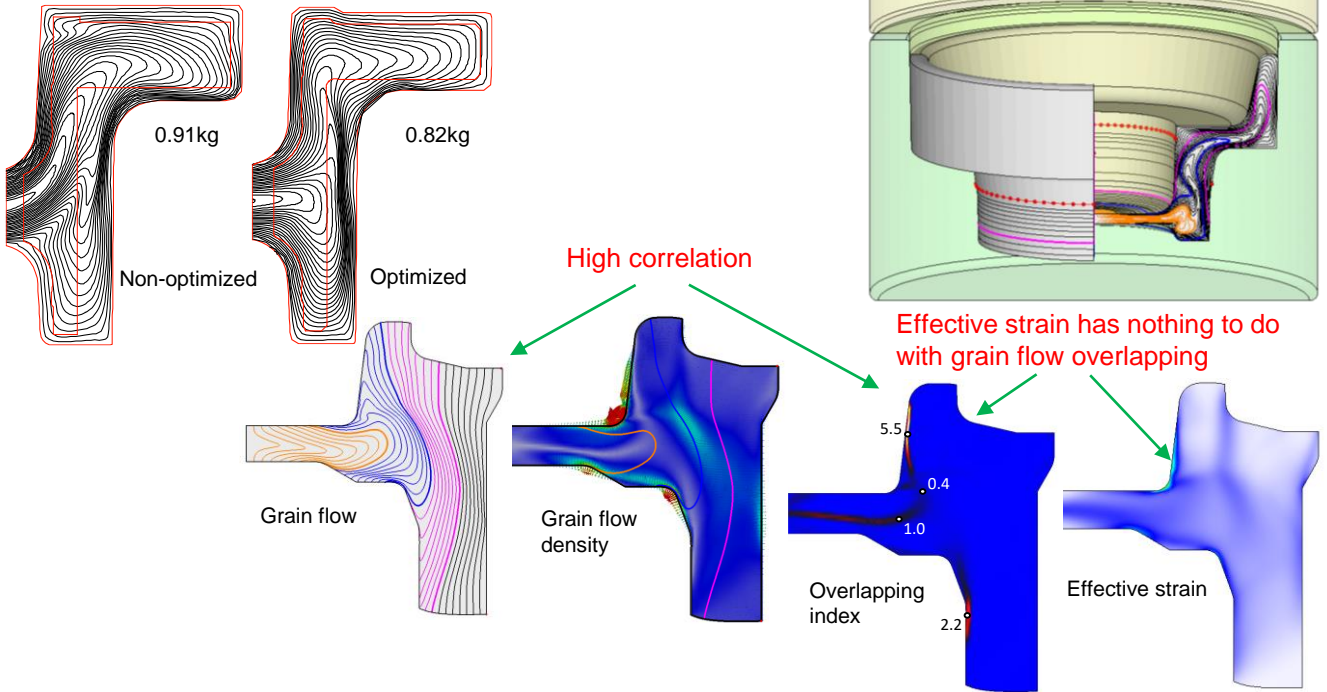 0.91kg
0.82kg
Non-optimized
Optimized
High correlation
Effective strain has nothing to do
with grain flow overlapping
Grain flow
Grain flow
density
5.5
0.4
1.0
2.2
Overlapping
index
Effective strain